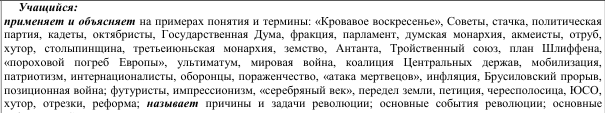 Учащийся:
применяет и объясняет на примерах понятия и термины: «Кровавое воскресенье», Советы, стачка, политическая
партия, кадеты, октябристы, Государственная Дума, фракция, парламент, думская монархия, акмеисты, отруб,
хутор, столыпинщина, третьеиюньская монархия, земство, Антанта, Тройственный союз, план Шлиффена,
«пороховой погреб Европы», ультиматум, мировая война, коалиция Центральных держав, мобилизация,
патриотизм, интернационалисты, оборонцы, пораженчество, «атака мертвецов», инфляция, Брусиловский прорыв,
позиционная война; футуристы, импрессионизм, «серебряный век», передел земли, петиция, чересполосица, ЮСО,
хутор, отрезки, реформа; называет причины и задачи революции; основные события революции; основные